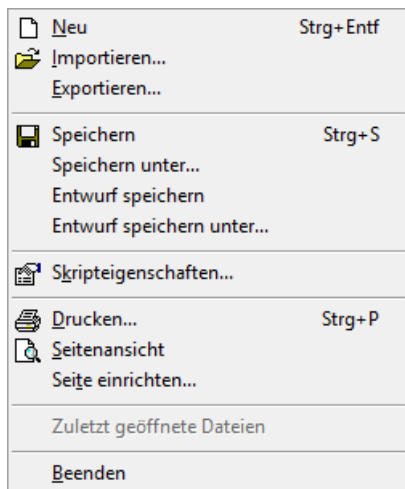 Neu Strg+Entf
Importieren...
Exportieren...
Speichern Strg+S
Speichern unter...
Entwurf speichern
Entwurf speichern unter...
Skripteigenschaften...
Drucken... Strg+P
Seitenansicht
Seite einrichten...
Zuletzt geöffnete Dateien
Beenden